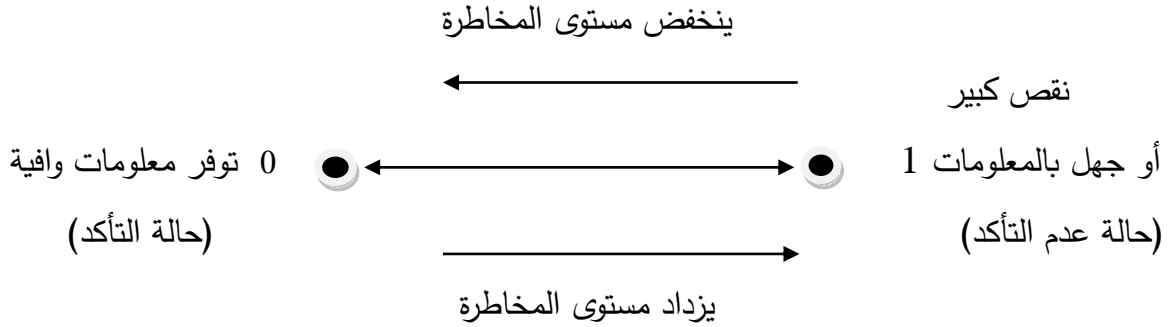 ينخفض مستوى المخاطرة
نقص كبير
أو جهل بالمعلومات 1
0 توفر معلومات وافية
(حالة عدم التأكد)
(حالة التأكد)
يزداد مستوى المخاطرة